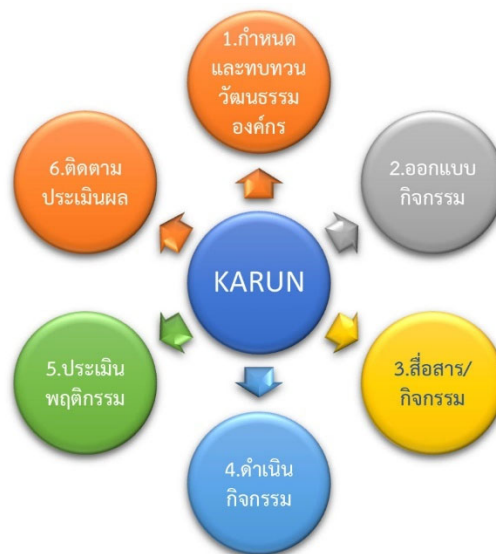 1.กำหนด
และทบทวน
วัฒนธรรม
องค์กร
2.ออกแบบ
กิจกรรม
3.สื่อสาร/
กิจกรรม
4.ดำเนิน
กิจกรรม
5.ประเมิน
พฤติกรรม
6.ติดตาม
ประเมินผล
KARUN